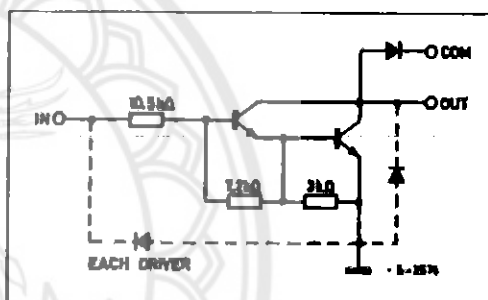 COM
OUT
IN
10.5kΩ
7.2kΩ
3kΩ
EACH DRIVER